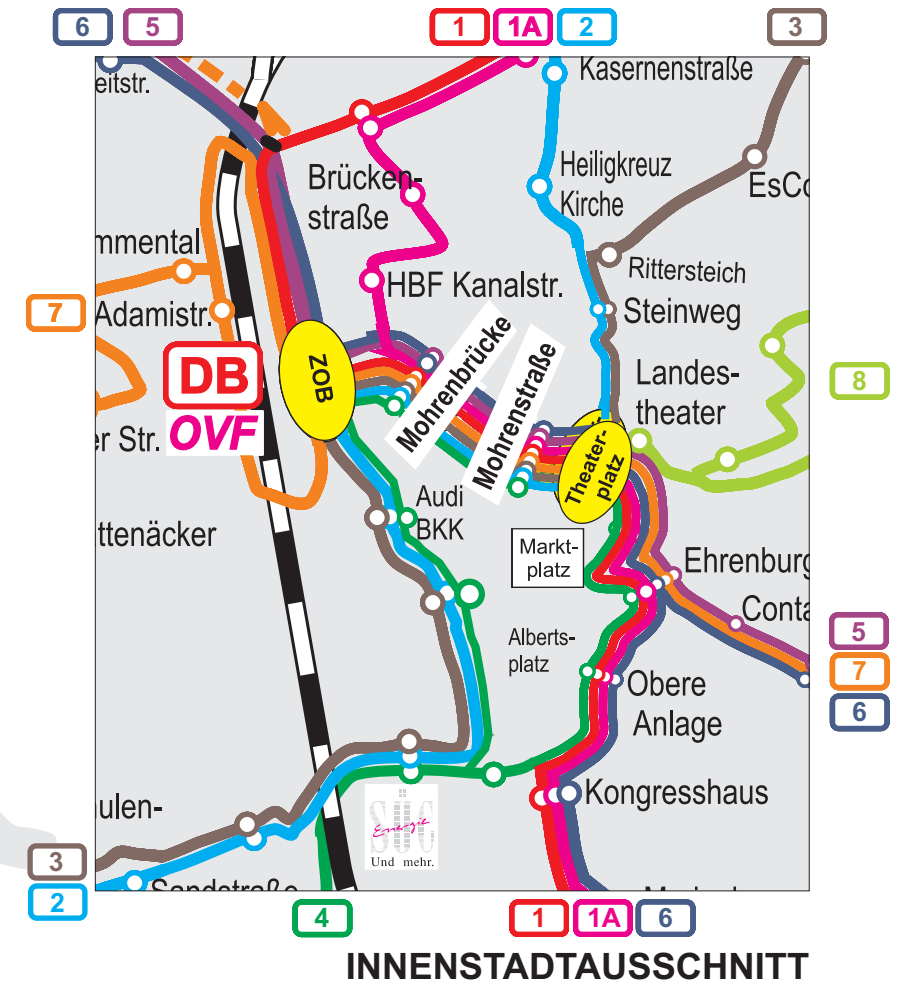 6 5 1 1A 2 3
Kasernenstraße
eitstr.
Heiligkreuz
Kirche
EsCo
Brücken-
straße
mmental
Rittersteich
HBF Kanalstr.
7
Adamistr.
Steinweg
Mohrenbrücke
Mohrenstraße
DB
OVF
ZOB
Landes-
theater
8
er Str.
Theater-
platz
Audi
BKK
ttenäcker
Markt-
platz
Ehrenburg
Conta
5
7
6
Alberts-
platz
Obere
Anlage
Kongresshaus
ulen-
SÜC
Energie
Und mehr.
3
2
Sandstraße
4 1 1A 6
INNENSTADTAUSSCHNITT